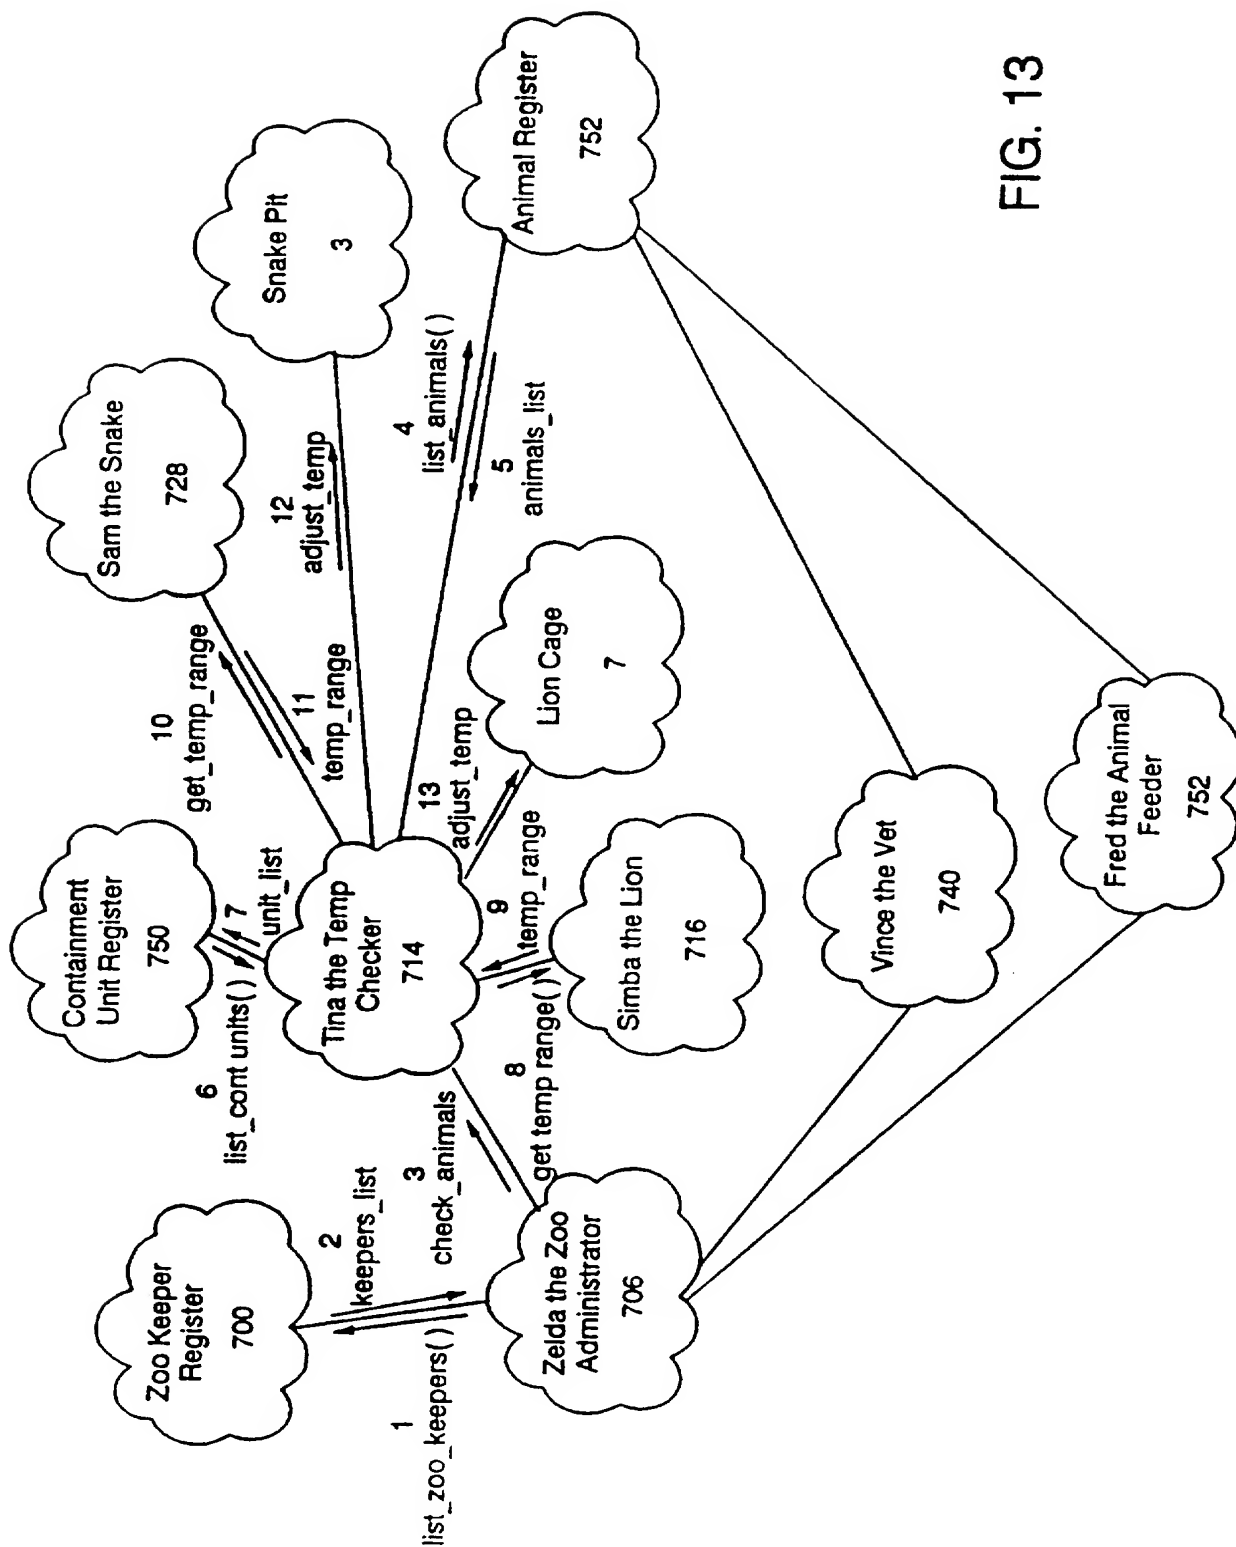 Zoo Keeper
Register
700
1
list_zoo_keepers()
2
keepers_list
Zelda the Zoo
Administrator
706
3
check_animals
Containment
Unit Register
750
6
list_cont units()
7
unit_list
Tina the Temp
Checker
714
8
get temp range()
9
temp_range
Simba the Lion
716
10
get_temp_range
11
temp_range
Sam the Snake
728
12
adjust_temp
Snake Pit
3
13
adjust_temp
Lion Cage
7
4
list_animals()
5
animals_list
Animal Register
752
Vince the Vet
740
Fred the Animal
Feeder
752
FIG. 13